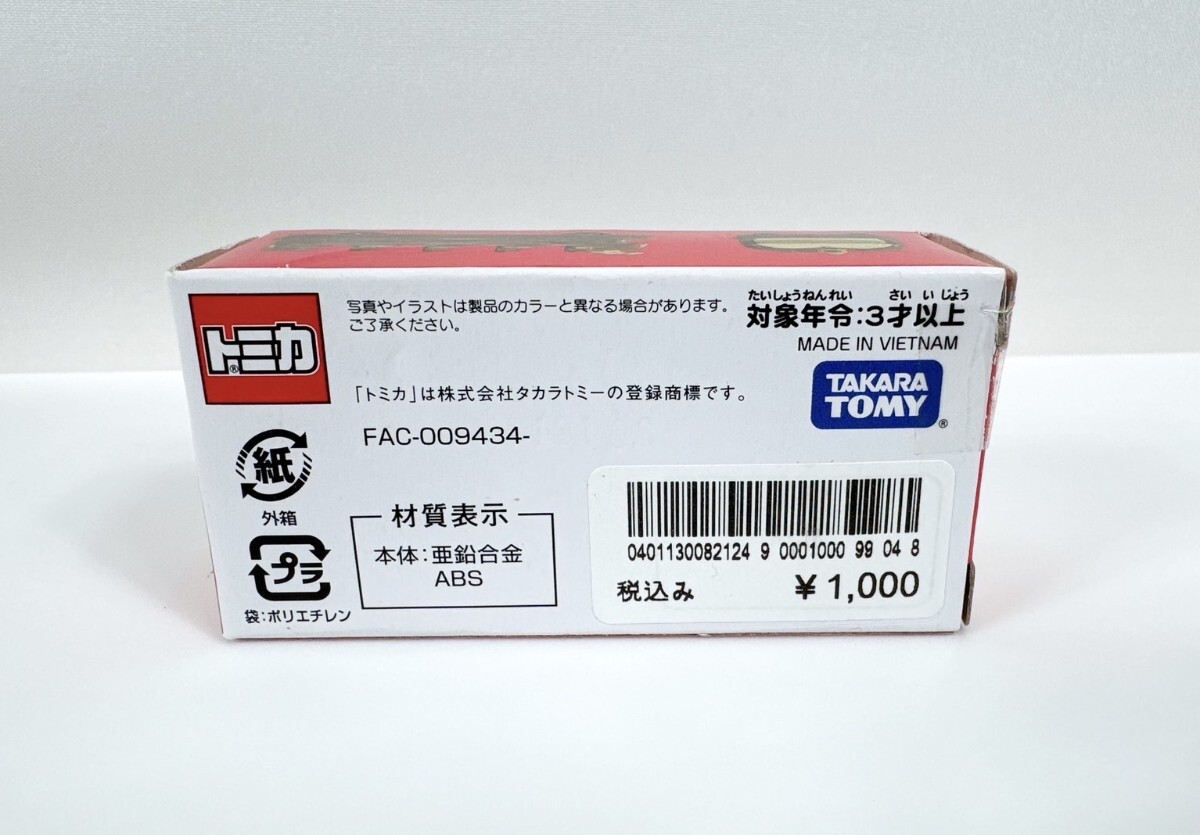 トミカ®
写真やイラストは製品のカラーと異なる場合があります。
ご了承ください。
たいしょうねんれい さい いじょう
対象年令：3才以上
MADE IN VIETNAM
「トミカ」は株式会社タカラトミーの登録商標です。
TAKARA
TOMY®
FAC-009434-
紙
外箱
プラ
袋：ポリエチレン
材質表示
本体：亜鉛合金
ABS
0401130082124 9 0001000 99 04 8
税込み ¥1,000